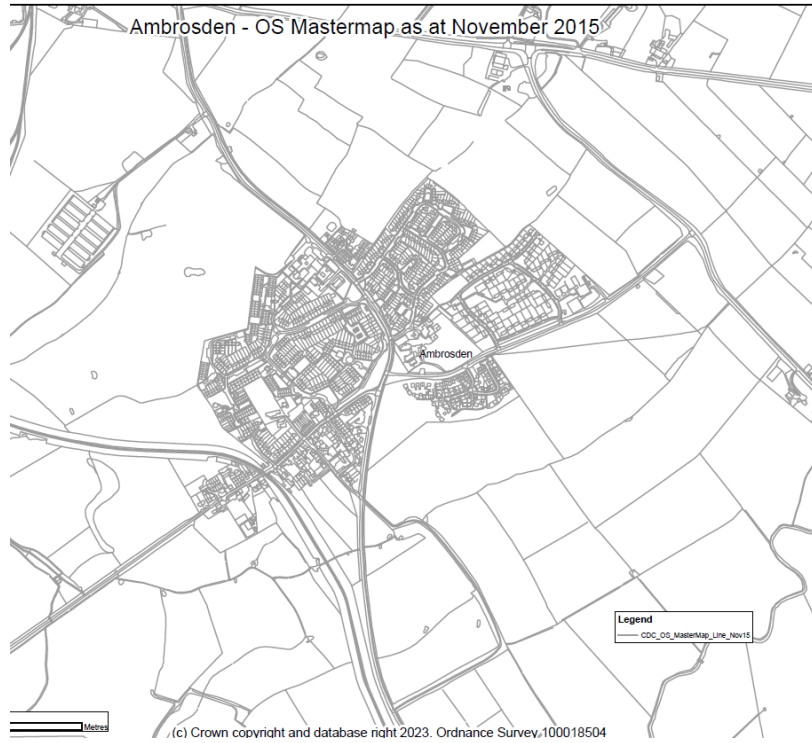 Ambrosden - OS Mastermap as at November 2015
Ambrosden
Legend
CDC_OS_MasterMap_Line_Nov15
Metres
(c) Crown copyright and database right 2023. Ordnance Survey 100018504